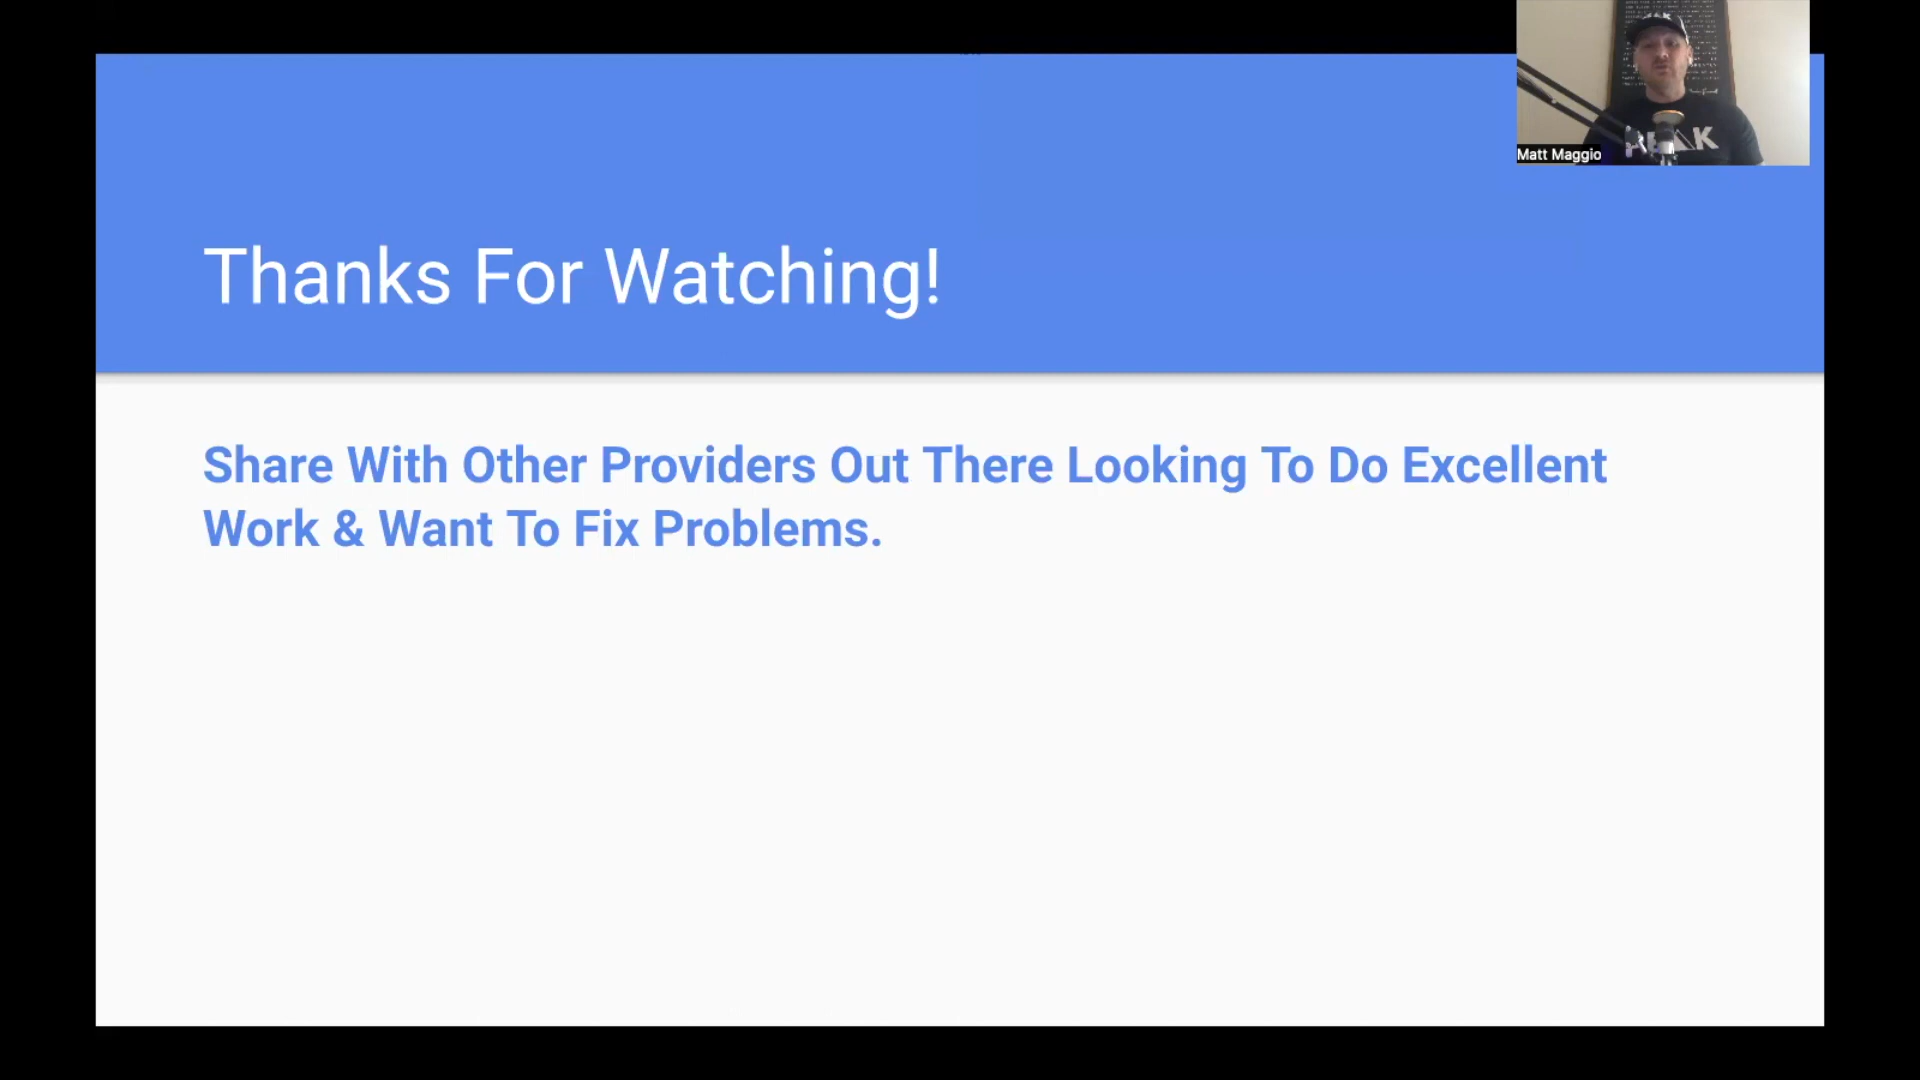 Thanks For Watching!
Share With Other Providers Out There Looking To Do Excellent
Work & Want To Fix Problems.
Matt Maggio